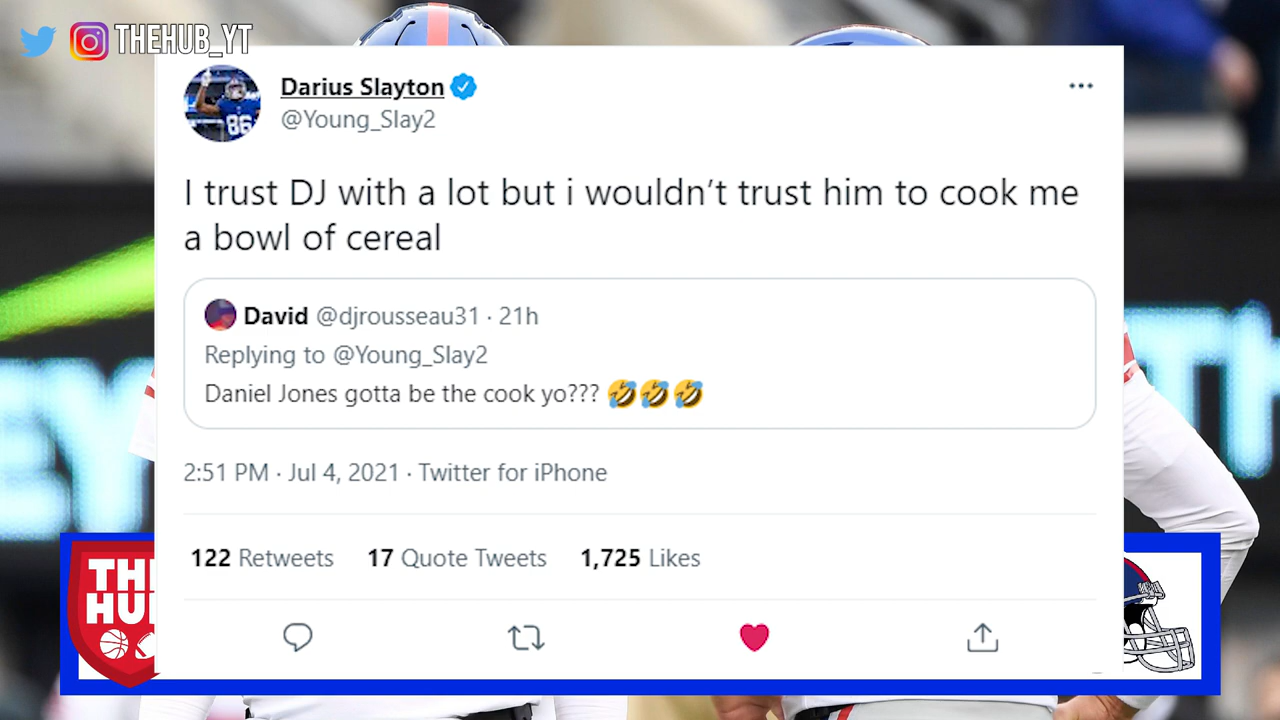 THEHUB_YT
Darius Slayton
@Young_Slay2
86
I trust DJ with a lot but i wouldn't trust him to cook me
a bowl of cereal
David @djrousseau31 · 21h
Replying to @Young_Slay2
Daniel Jones gotta be the cook yo??? 🤣🤣🤣
2:51 PM · Jul 4, 2021 · Twitter for iPhone
122 Retweets 17 Quote Tweets 1,725 Likes